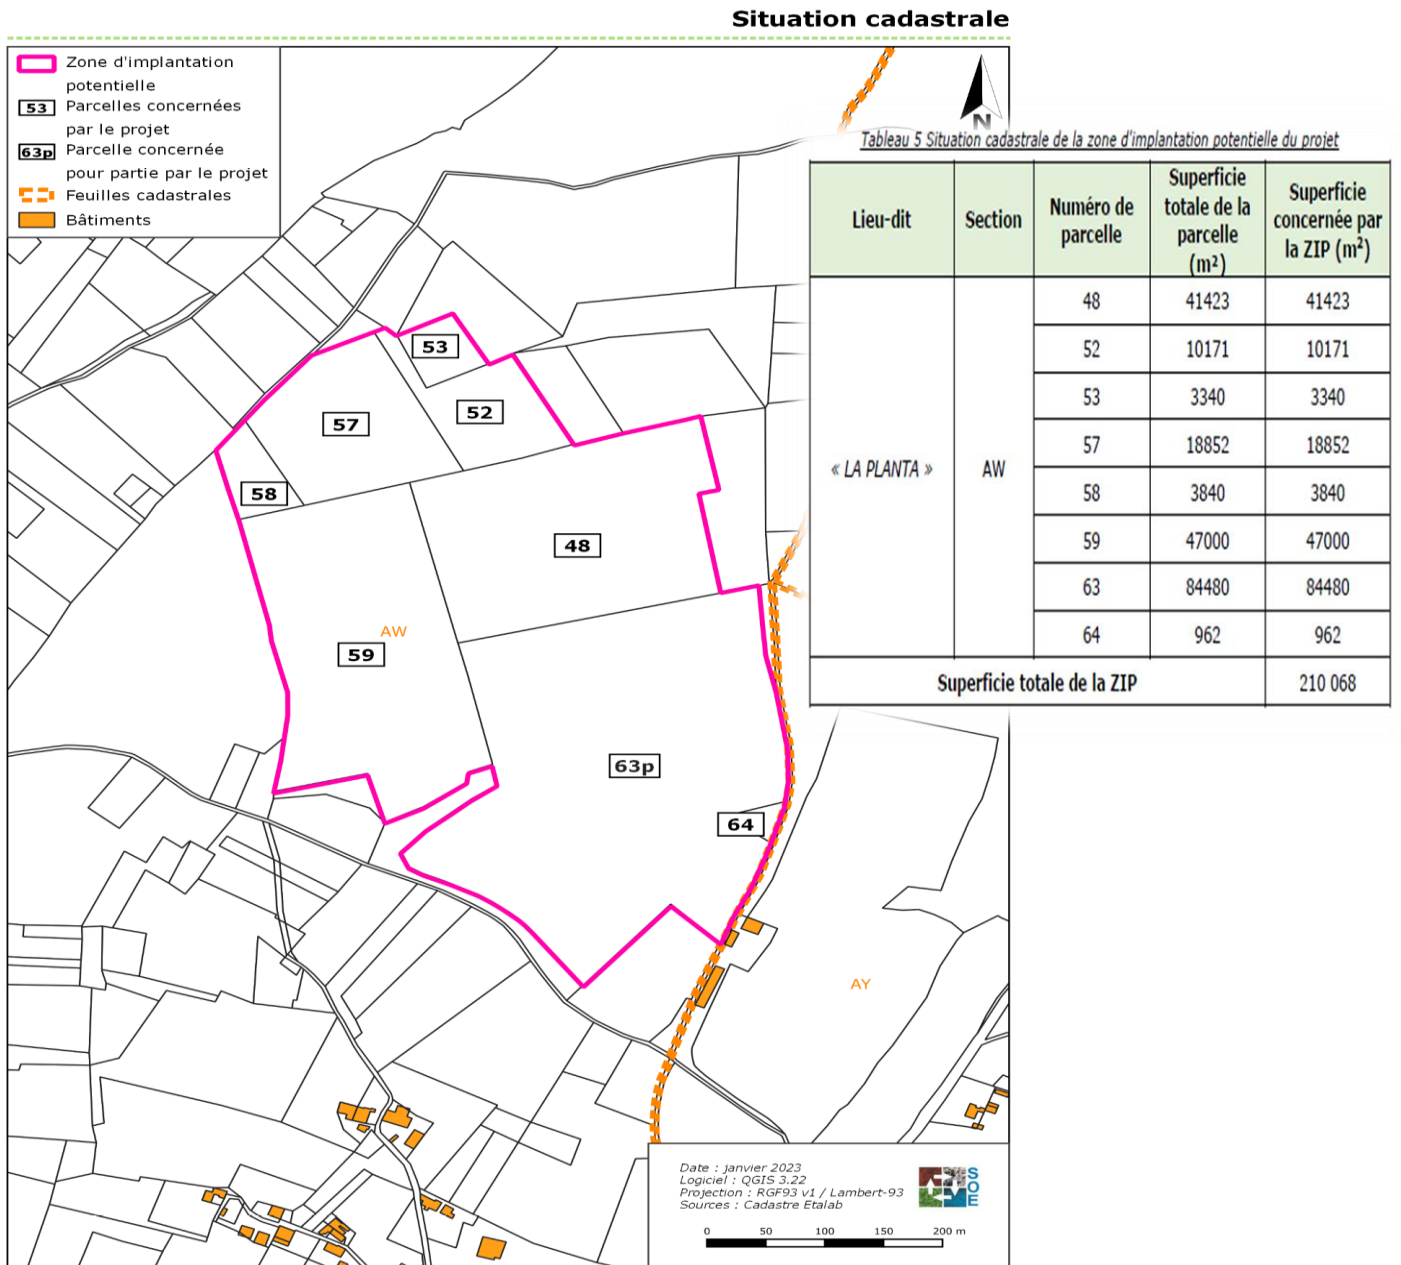 Situation cadastrale
Zone d'implantation
potentielle
53 Parcelles concernées
par le projet
63p Parcelle concernée
pour partie par le projet
Feuilles cadastrales
Bâtiments
N
Tableau 5 Situation cadastrale de la zone d'implantation potentielle du projet
Lieu-dit
Section
Numéro de
parcelle
Superficie
totale de la
parcelle
(m²)
Superficie
concernée par
la ZIP (m²)
« LA PLANTA »
AW
48 41423 41423
52 10171 10171
53 3340 3340
57 18852 18852
58 3840 3840
59 47000 47000
63 84480 84480
64 962 962
Superficie totale de la ZIP 210 068
53
52
57
58
48
AW
59
63p
64
AY
Date : janvier 2023
Logiciel : QGIS 3.22
Projection : RGF93 v1 / Lambert-93
Sources : Cadastre Etalab
SOE
0 50 100 150 200 m